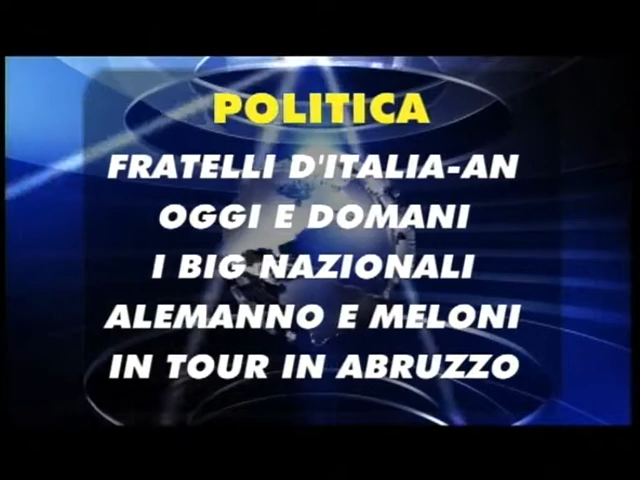 POLITICA
FRATELLI D'ITALIA-AN
OGGI E DOMANI
I BIG NAZIONALI
ALEMANNO E MELONI
IN TOUR IN ABRUZZO